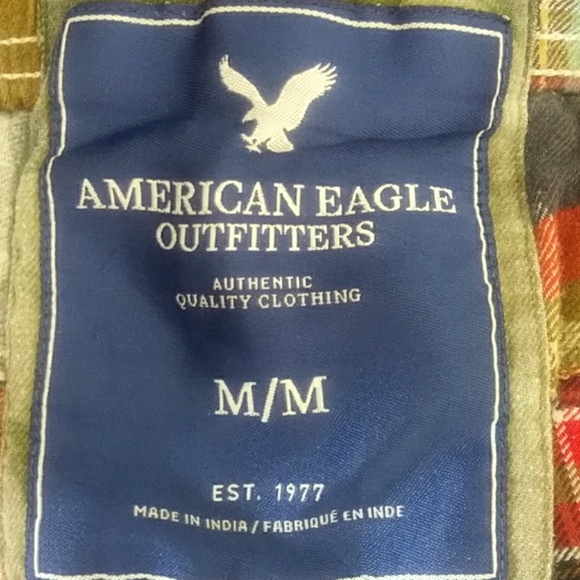 AMERICAN EAGLE
OUTFITTERS
AUTHENTIC
QUALITY CLOTHING
M/M
EST. 1977
MADE IN INDIA / FABRIQUÉ EN INDE